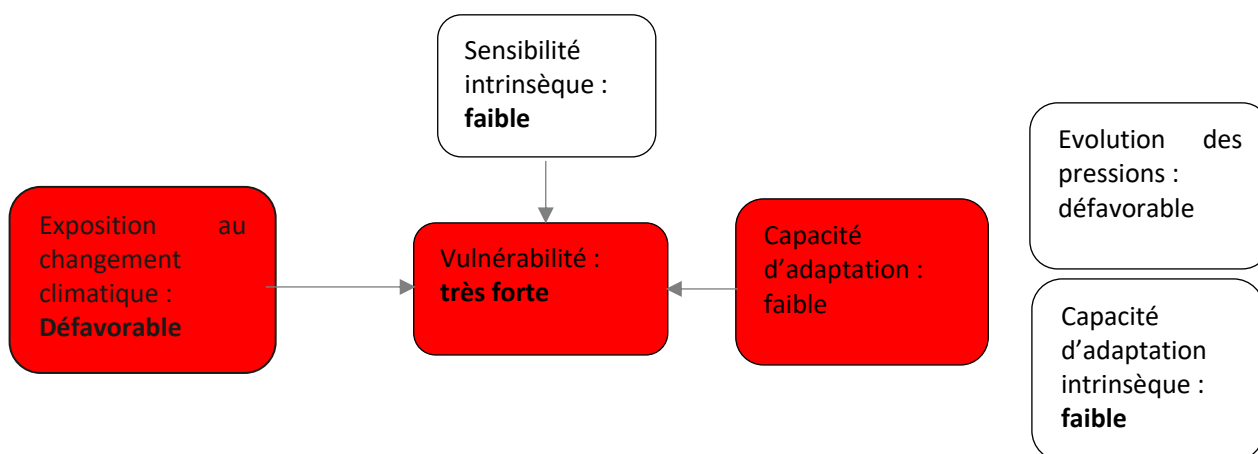 Sensibilité
intrinsèque :
faible
Evolution des
pressions :
défavorable
Exposition au
changement
climatique :
Défavorable
Vulnérabilité :
très forte
Capacité
d’adaptation :
faible
Capacité
d’adaptation
intrinsèque :
faible